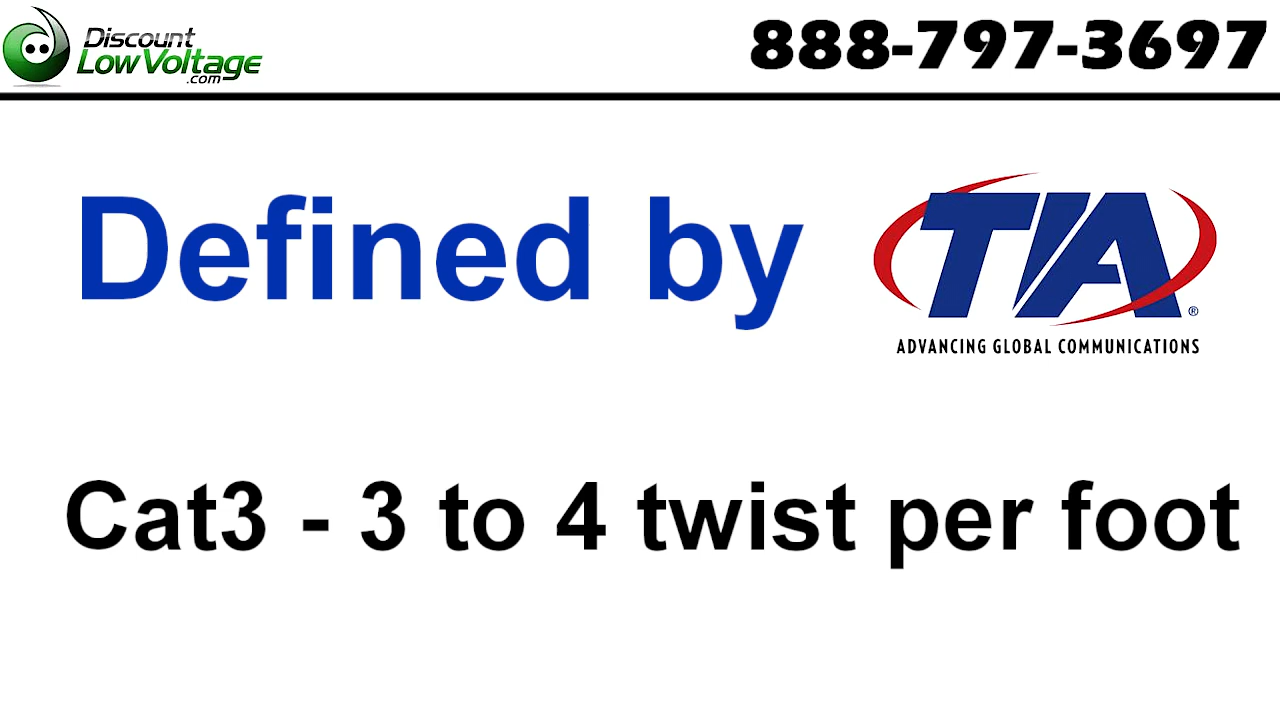 Discount
LowVoltage
.com
888-797-3697
Defined by
TIA®
ADVANCING GLOBAL COMMUNICATIONS
Cat3 - 3 to 4 twist per foot